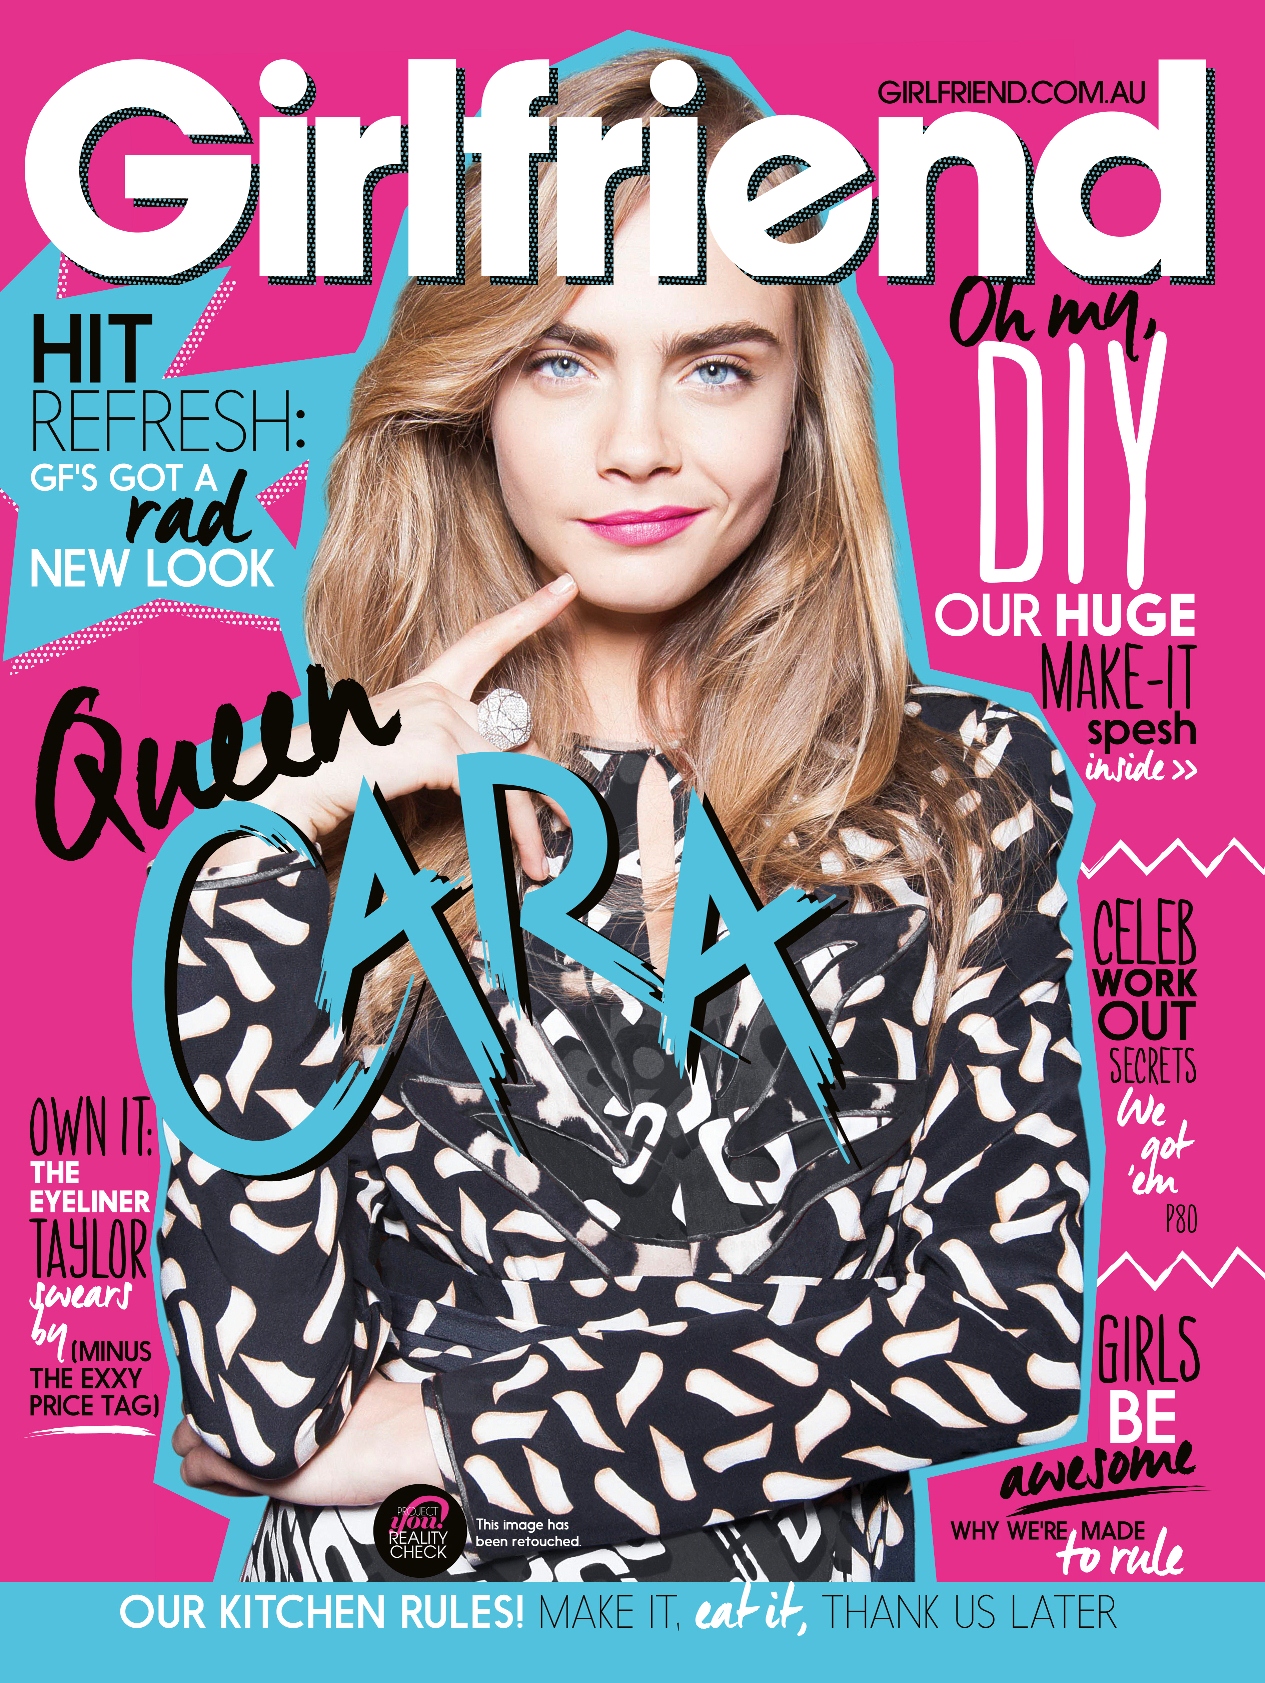 Girlfriend
GIRLFRIEND.COM.AU
HIT
REFRESH:
GF'S GOT A
rad
NEW LOOK
Oh my,
DIY
OUR HUGE
MAKE-IT
spesh
inside >>
Queen
CARA
CELEB
WORK
OUT
SECRETS
We
got
'em
P80
OWN IT:
THE
EYELINER
TAYLOR
swears
by (MINUS
THE EXXY
PRICE TAG)
GIRLS
BE
awesome
WHY WE'RE MADE
to rule
PROJECT
you!
REALITY
CHECK
This image has
been retouched.
OUR KITCHEN RULES! MAKE IT, eat it, THANK US LATER